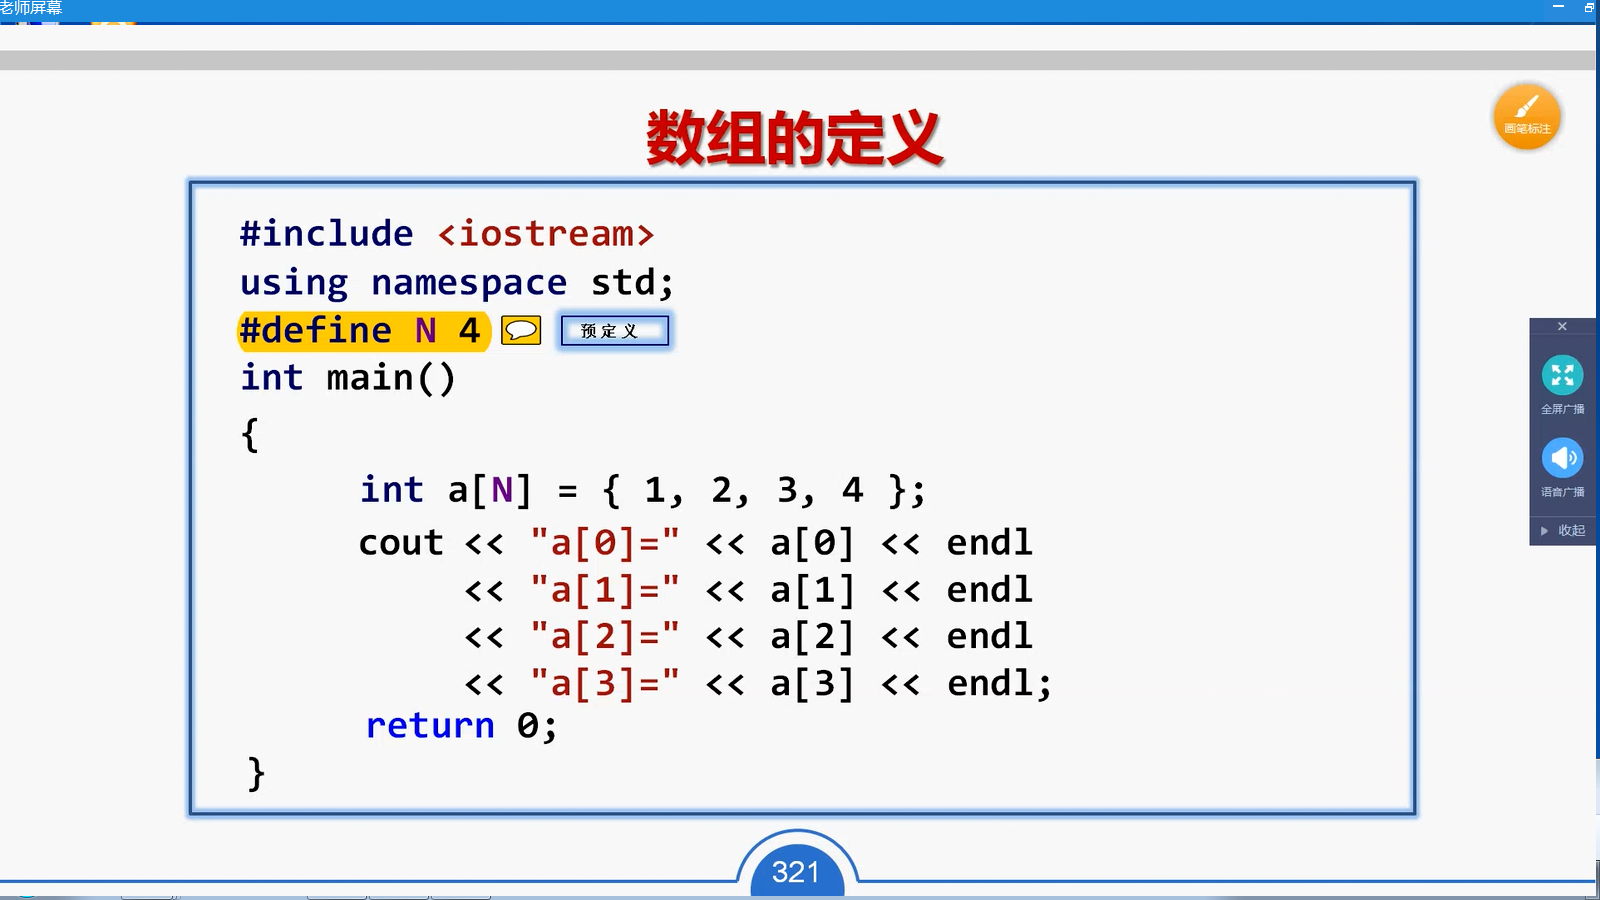 老师屏幕
画笔标注
数组的定义
#include <iostream>
using namespace std;
#define N 4 预定义
int main()
{
int a[N] = { 1, 2, 3, 4 };
cout << "a[0]=" << a[0] << endl
<< "a[1]=" << a[1] << endl
<< "a[2]=" << a[2] << endl
<< "a[3]=" << a[3] << endl;
return 0;
}
全屏广播
语音广播
收起
321